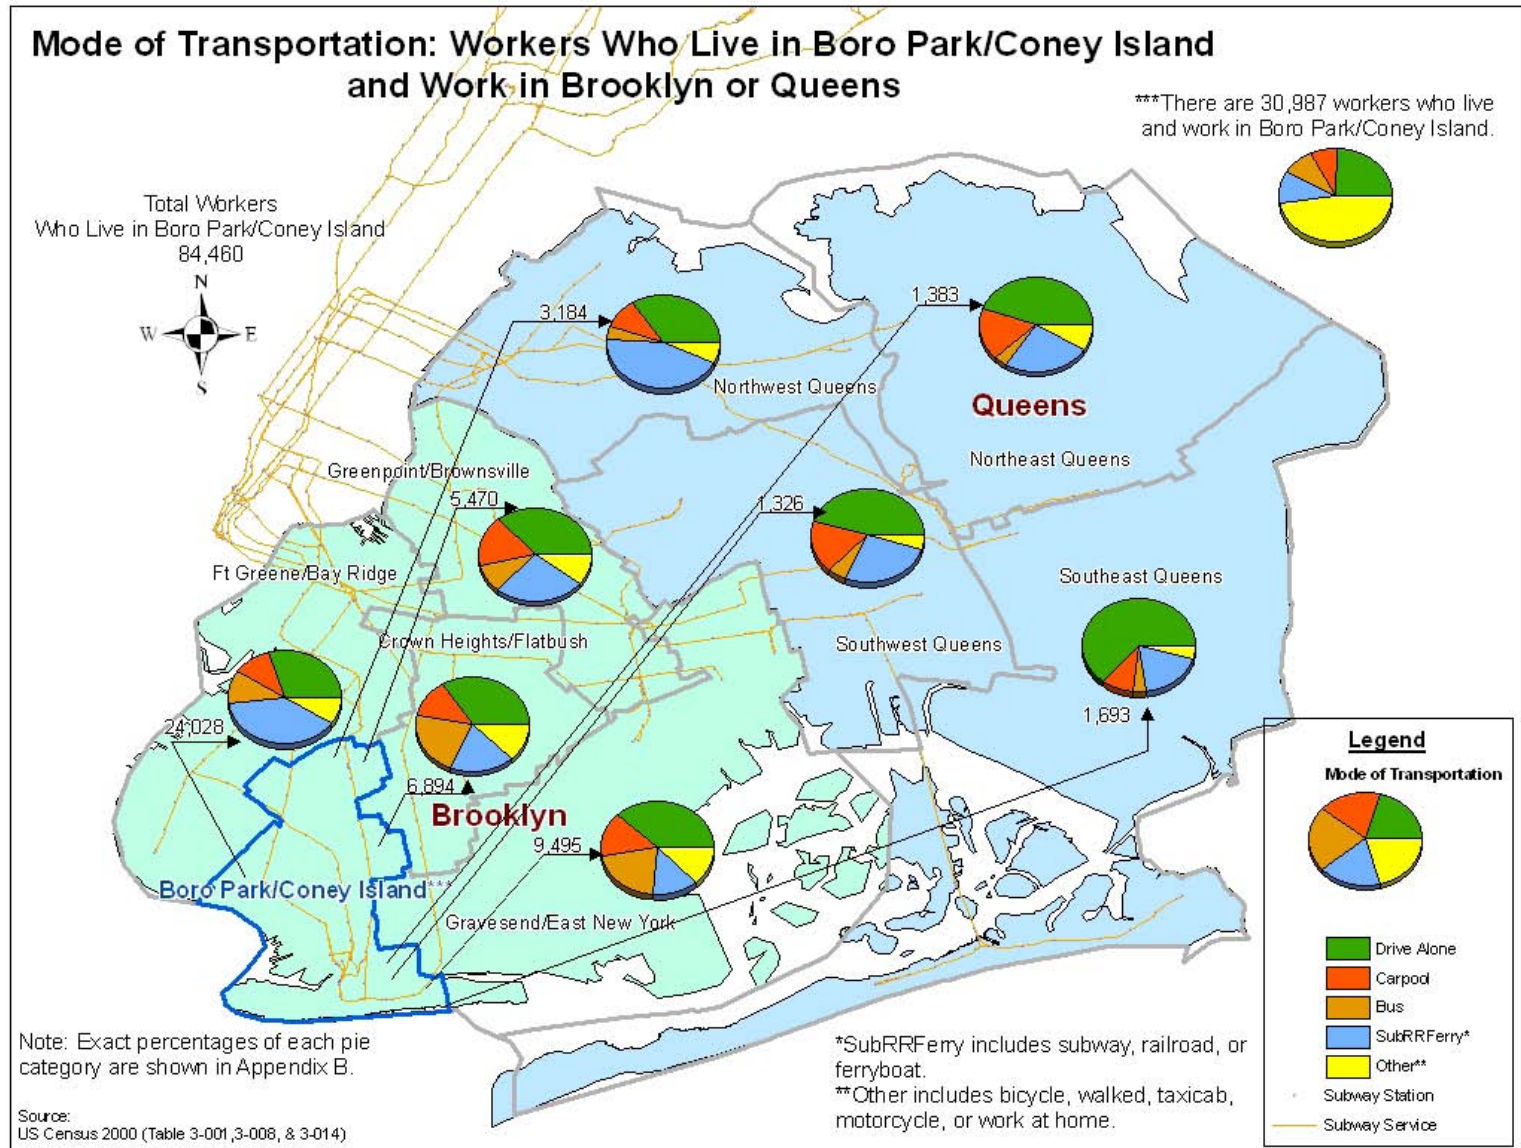 Mode of Transportation: Workers Who Live in Boro Park/Coney Island
and Work in Brooklyn or Queens
***There are 30,987 workers who live
and work in Boro Park/Coney Island.
Total Workers
Who Live in Boro Park/Coney Island
84,460
N
W
E
S
3,184
1,383
Northwest Queens
Queens
Northeast Queens
Greenpoint/Brownsville
5,470
1,326
Ft Greene/Bay Ridge
Southeast Queens
Crown Heights/Flatbush
Southwest Queens
24,028
1,693
6,894
Brooklyn
9,495
Boro Park/Coney Island***
Gravesend/East New York
Legend
Mode of Transportation
Drive Alone
Carpool
Bus
SubRRFerry*
Other**
Subway Station
Subway Service
Note: Exact percentages of each pie
category are shown in Appendix B.
*SubRRFerry includes subway, railroad, or
ferryboat.
**Other includes bicycle, walked, taxicab,
motorcycle, or work at home.
Source:
US Census 2000 (Table 3-001,3-008, & 3-014)